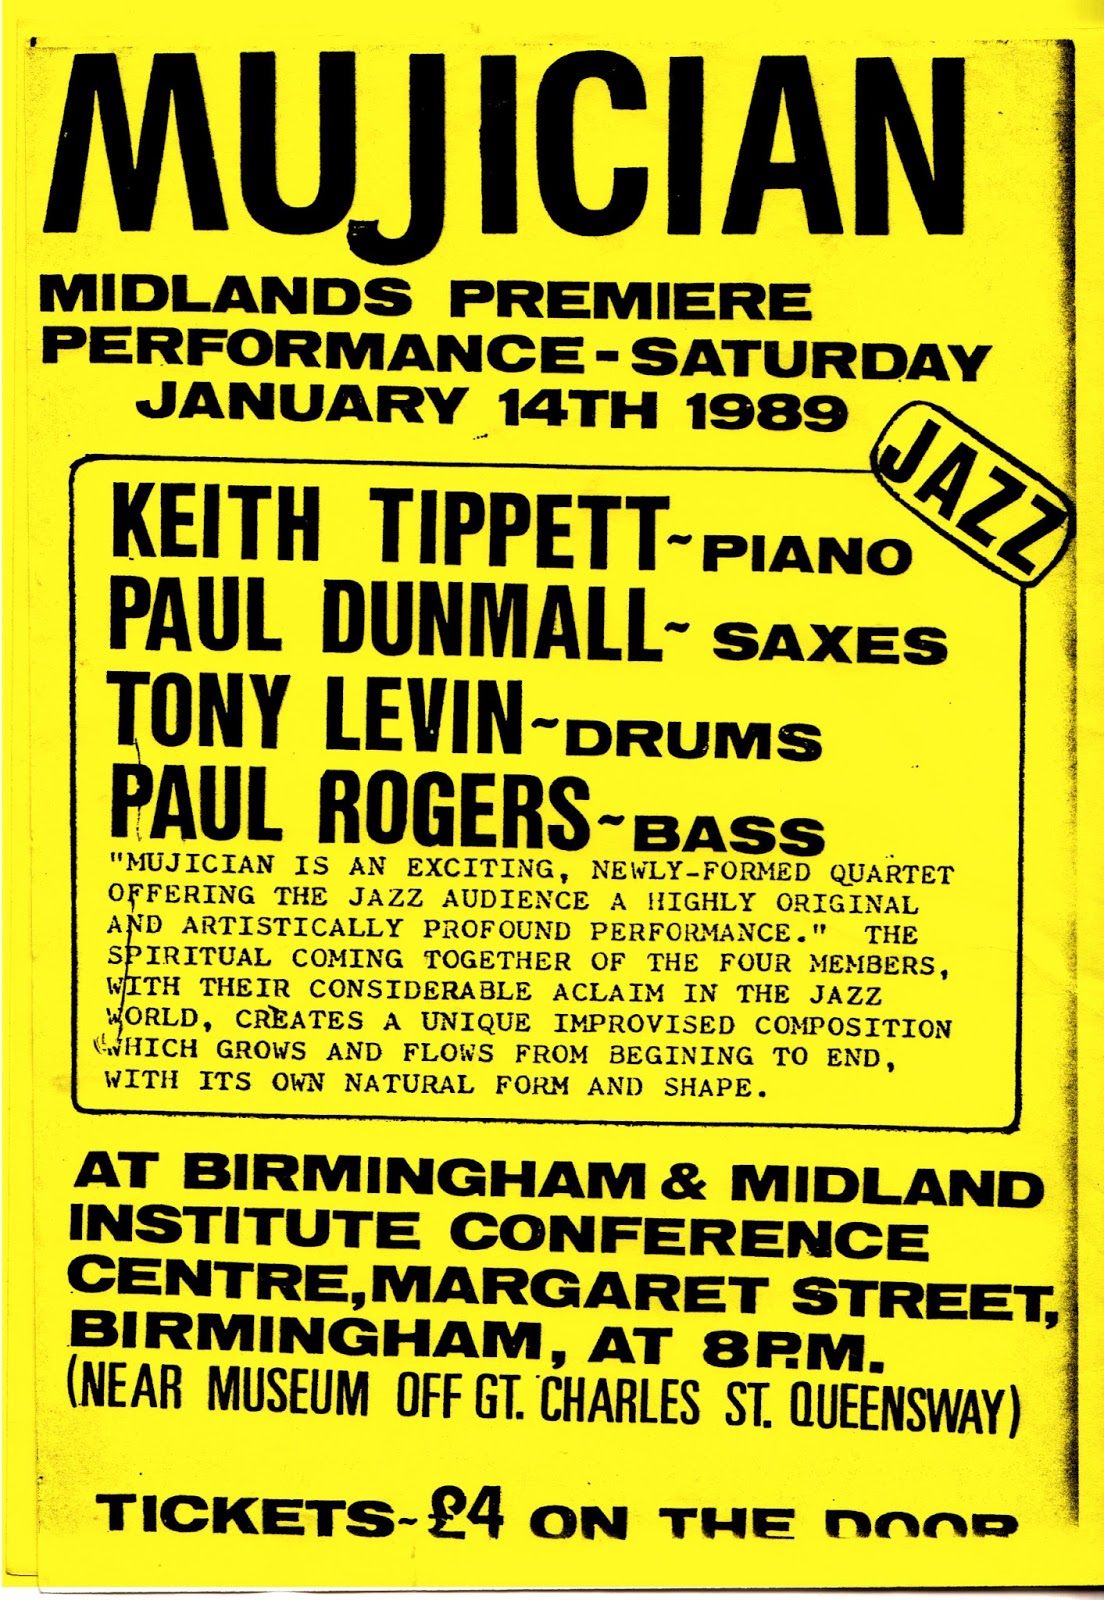 MUJICIAN
MIDLANDS PREMIERE
PERFORMANCE - SATURDAY
JANUARY 14TH 1989
JAZZ
KEITH TIPPETT ~ PIANO
PAUL DUNMALL ~ SAXES
TONY LEVIN ~ DRUMS
PAUL ROGERS ~ BASS
"MUJICIAN IS AN EXCITING, NEWLY-FORMED QUARTET
OFFERING THE JAZZ AUDIENCE A HIGHLY ORIGINAL
AND ARTISTICALLY PROFOUND PERFORMANCE." THE
SPIRITUAL COMING TOGETHER OF THE FOUR MEMBERS,
WITH THEIR CONSIDERABLE ACLAIM IN THE JAZZ
WORLD, CREATES A UNIQUE IMPROVISED COMPOSITION
WHICH GROWS AND FLOWS FROM BEGINING TO END,
WITH ITS OWN NATURAL FORM AND SHAPE.
AT BIRMINGHAM & MIDLAND
INSTITUTE CONFERENCE
CENTRE, MARGARET STREET,
BIRMINGHAM, AT 8P.M.
(NEAR MUSEUM OFF GT. CHARLES ST. QUEENSWAY)
TICKETS ~ £4 ON THE DOOR